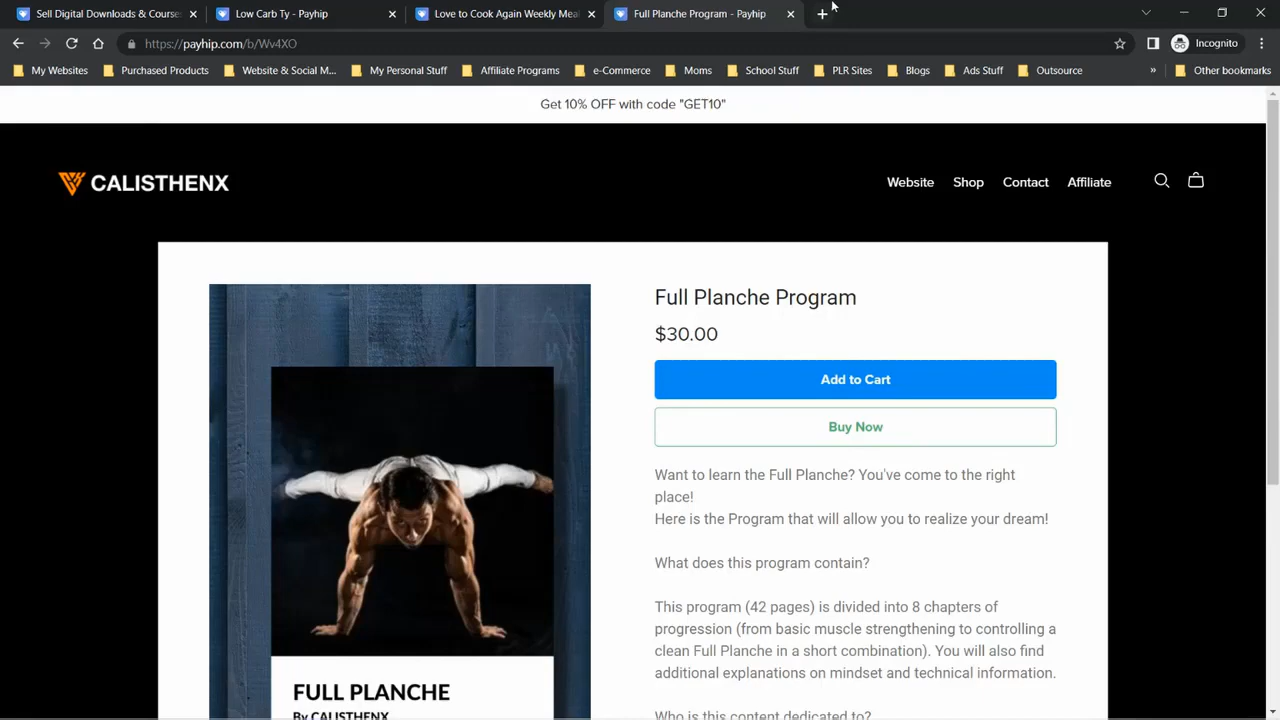 Sell Digital Downloads & Courses
Low Carb Ty - Payhip
Love to Cook Again Weekly Mea
Full Planche Program - Payhip
https://payhip.com/b/Wv4XO
Incognito
My Websites
Purchased Products
Website & Social M...
My Personal Stuff
Affiliate Programs
e-Commerce
Moms
School Stuff
PLR Sites
Blogs
Ads Stuff
Outsource
»
Other bookmarks
Get 10% OFF with code "GET10"
CALISTHENX
Website
Shop
Contact
Affiliate
Full Planche Program
$30.00
Add to Cart
Buy Now
Want to learn the Full Planche? You've come to the right
place!
Here is the Program that will allow you to realize your dream!
What does this program contain?
This program (42 pages) is divided into 8 chapters of
progression (from basic muscle strengthening to controlling a
clean Full Planche in a short combination). You will also find
additional explanations on mindset and technical information.
Who is this content dedicated to?
FULL PLANCHE
By CALISTHENX